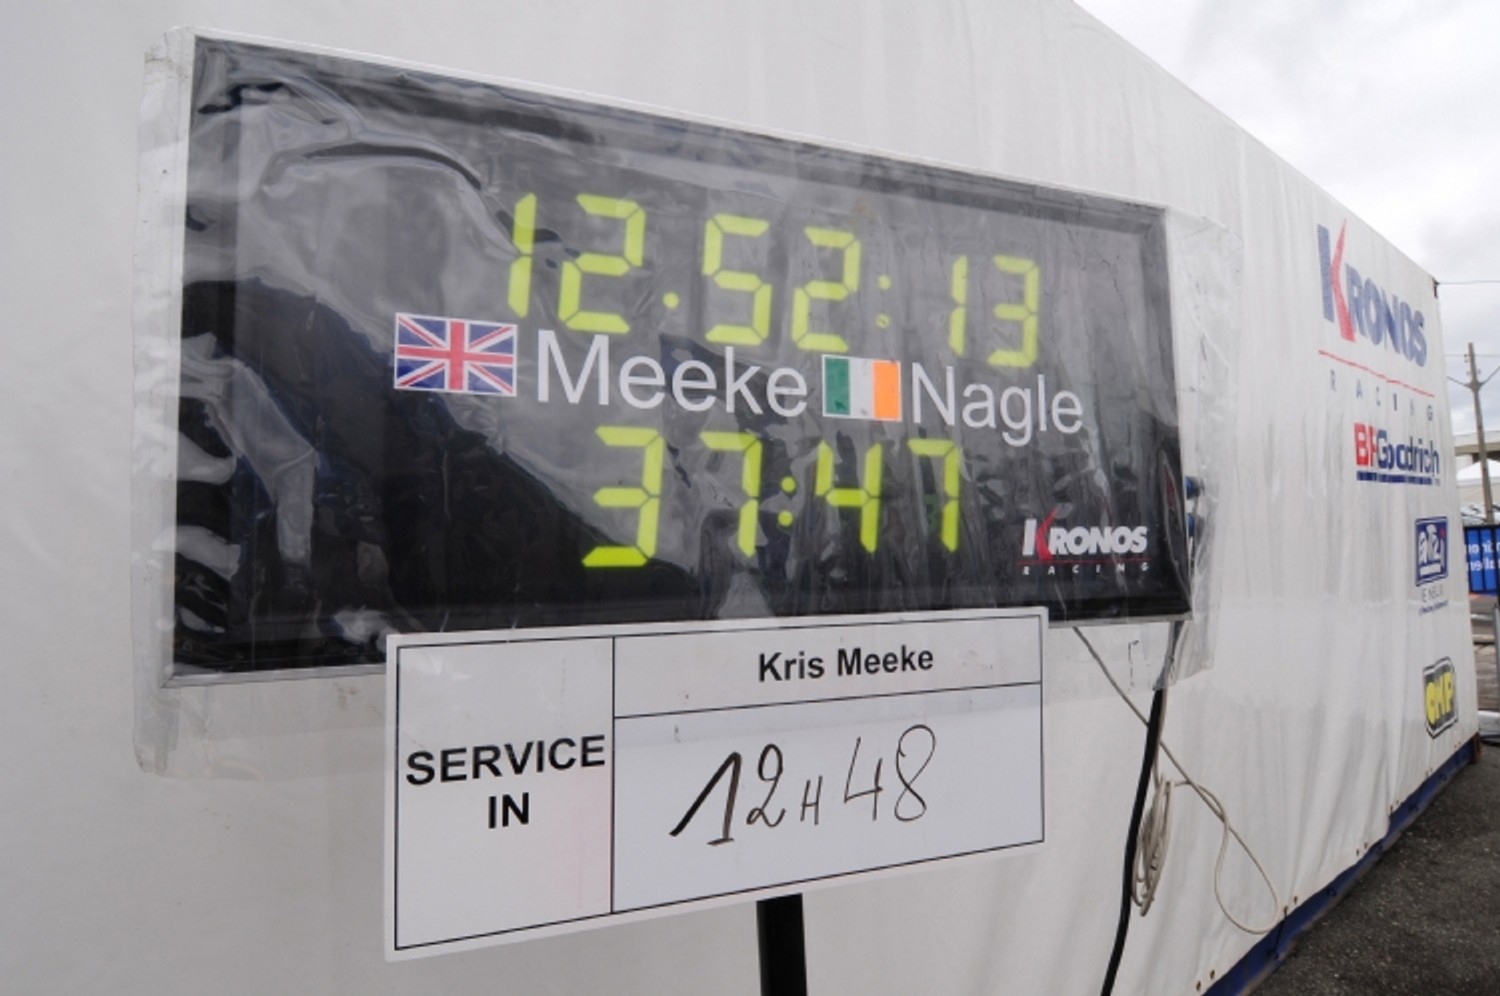 12.52:13
Meeke Nagle
37:47
KRONOS
RACING
Kris Meeke
SERVICE
IN
12H48
KRONOS
RACING
BFGoodrich